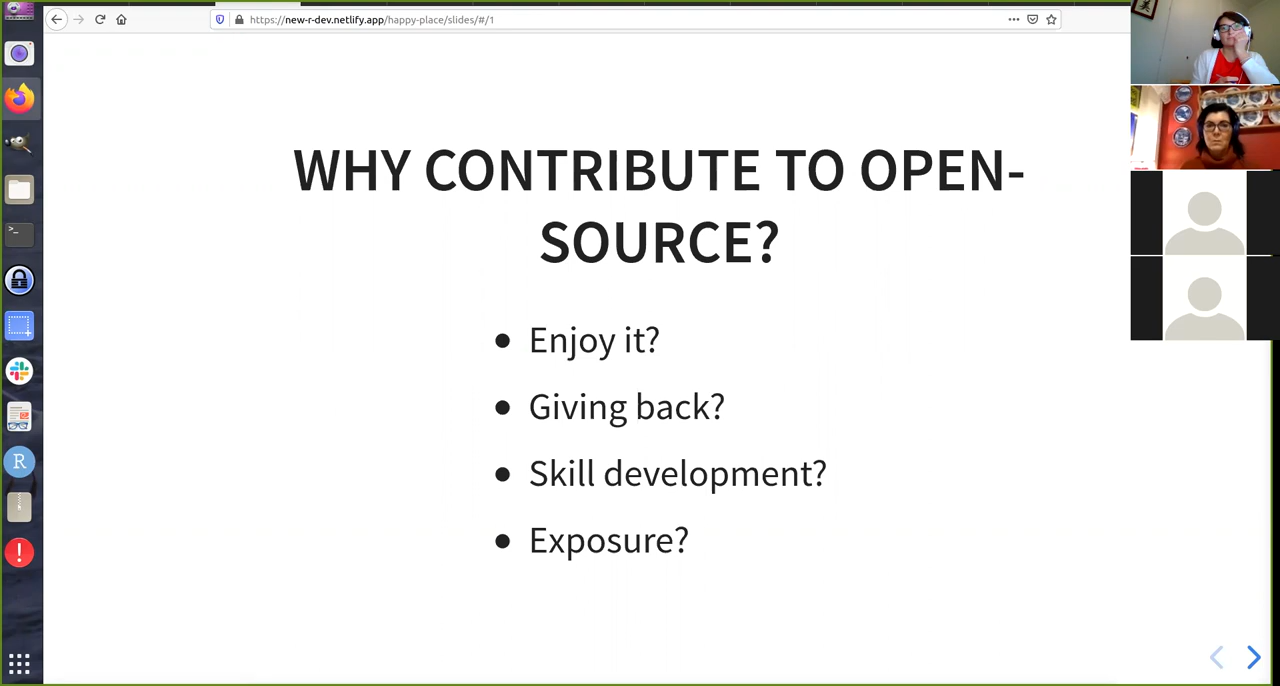 https://new-r-dev.netlify.app/happy-place/slides/#/1
WHY CONTRIBUTE TO OPEN-
SOURCE?
• Enjoy it?
• Giving back?
• Skill development?
• Exposure?
R